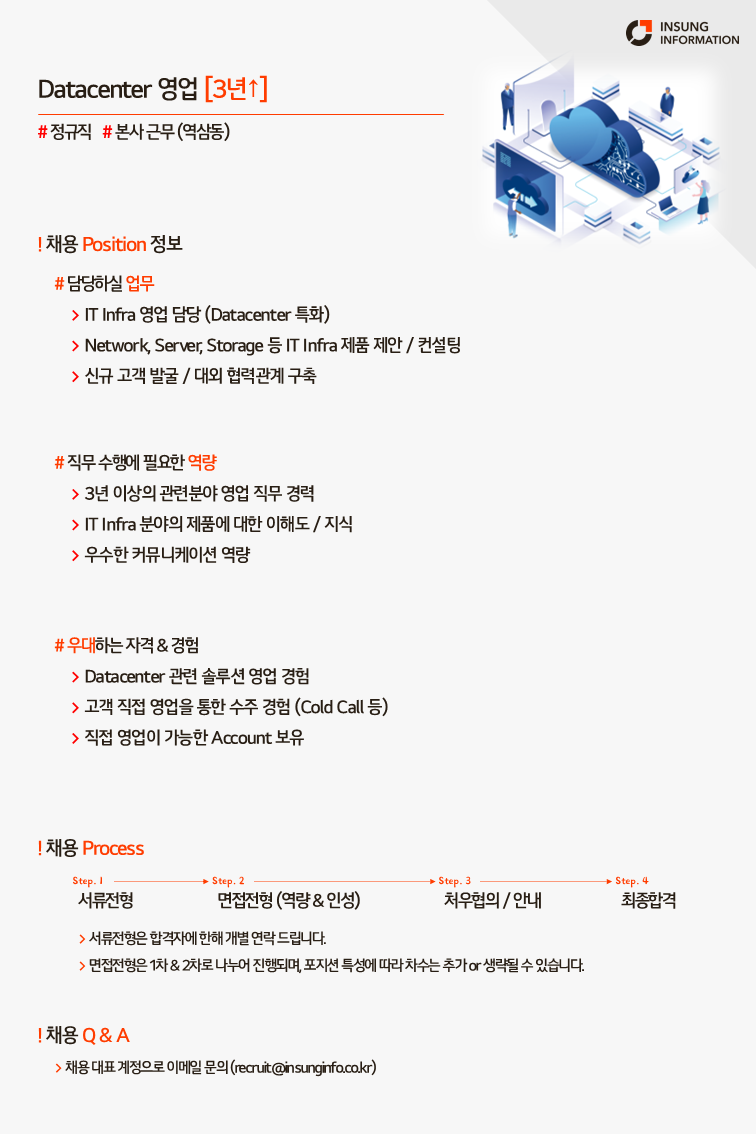 INSUNG
INFORMATION
Datacenter 영업 [3년↑]
# 정규직 # 본사 근무 (역삼동)
! 채용 Position 정보
# 담당하실 업무
> IT Infra 영업 담당 (Datacenter 특화)
> Network, Server, Storage 등 IT Infra 제품 제안 / 컨설팅
> 신규 고객 발굴 / 대외 협력관계 구축
# 직무 수행에 필요한 역량
> 3년 이상의 관련분야 영업 직무 경력
> IT Infra 분야의 제품에 대한 이해도 / 지식
> 우수한 커뮤니케이션 역량
# 우대하는 자격 & 경험
> Datacenter 관련 솔루션 영업 경험
> 고객 직접 영업을 통한 수주 경험 (Cold Call 등)
> 직접 영업이 가능한 Account 보유
! 채용 Process
Step. 1 Step. 2 Step. 3 Step. 4
서류전형 면접전형 (역량 & 인성) 처우협의 / 안내 최종합격
> 서류전형은 합격자에 한해 개별 연락 드립니다.
> 면접전형은 1차 & 2차로 나누어 진행되며, 포지션 특성에 따라 차수는 추가 or 생략될 수 있습니다.
! 채용 Q & A
> 채용 대표 계정으로 이메일 문의 (recruit@insunginfo.co.kr)